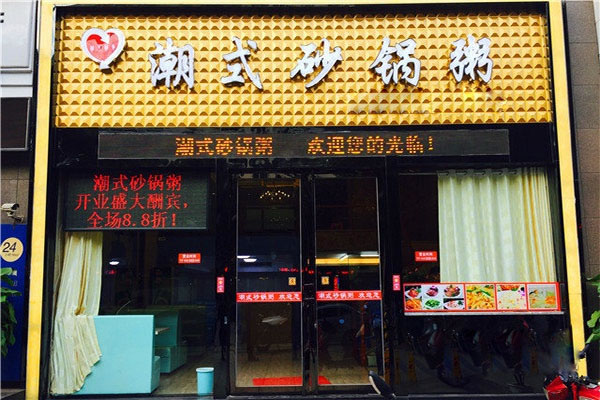 潮式砂锅粥
潮式砂锅粥 欢迎您的光临!
潮式砂锅粥
开业盛大酬宾,
全场8.8折!
潮式砂锅粥 欢迎您
潮式砂锅粥 欢迎您
24